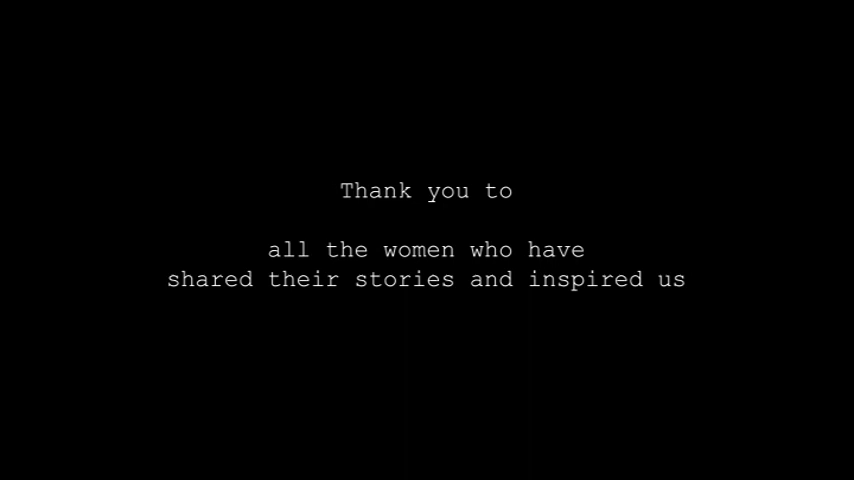 Thank you to
all the women who have
shared their stories and inspired us